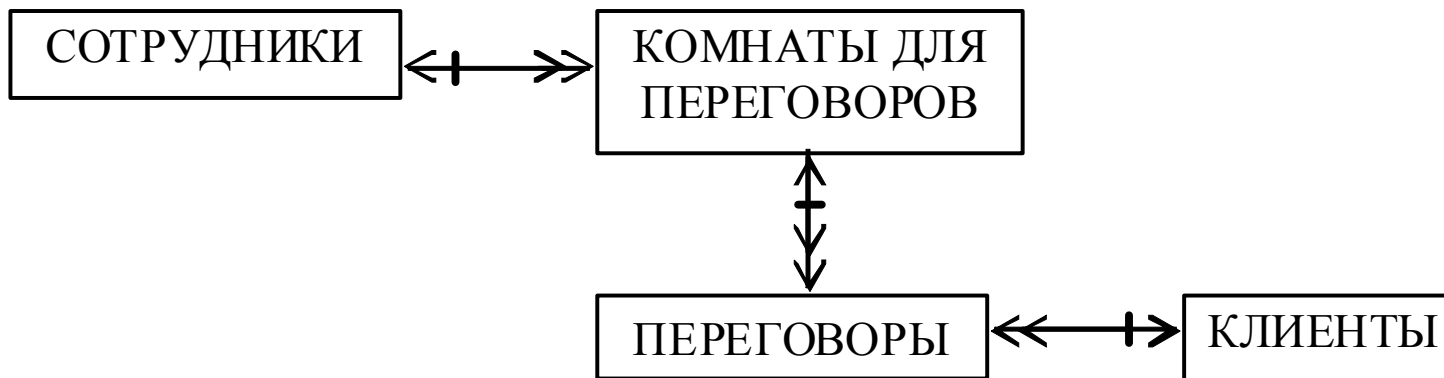 СОТРУДНИКИ
КОМНАТЫ ДЛЯ
ПЕРЕГОВОРОВ
ПЕРЕГОВОРЫ
КЛИЕНТЫ